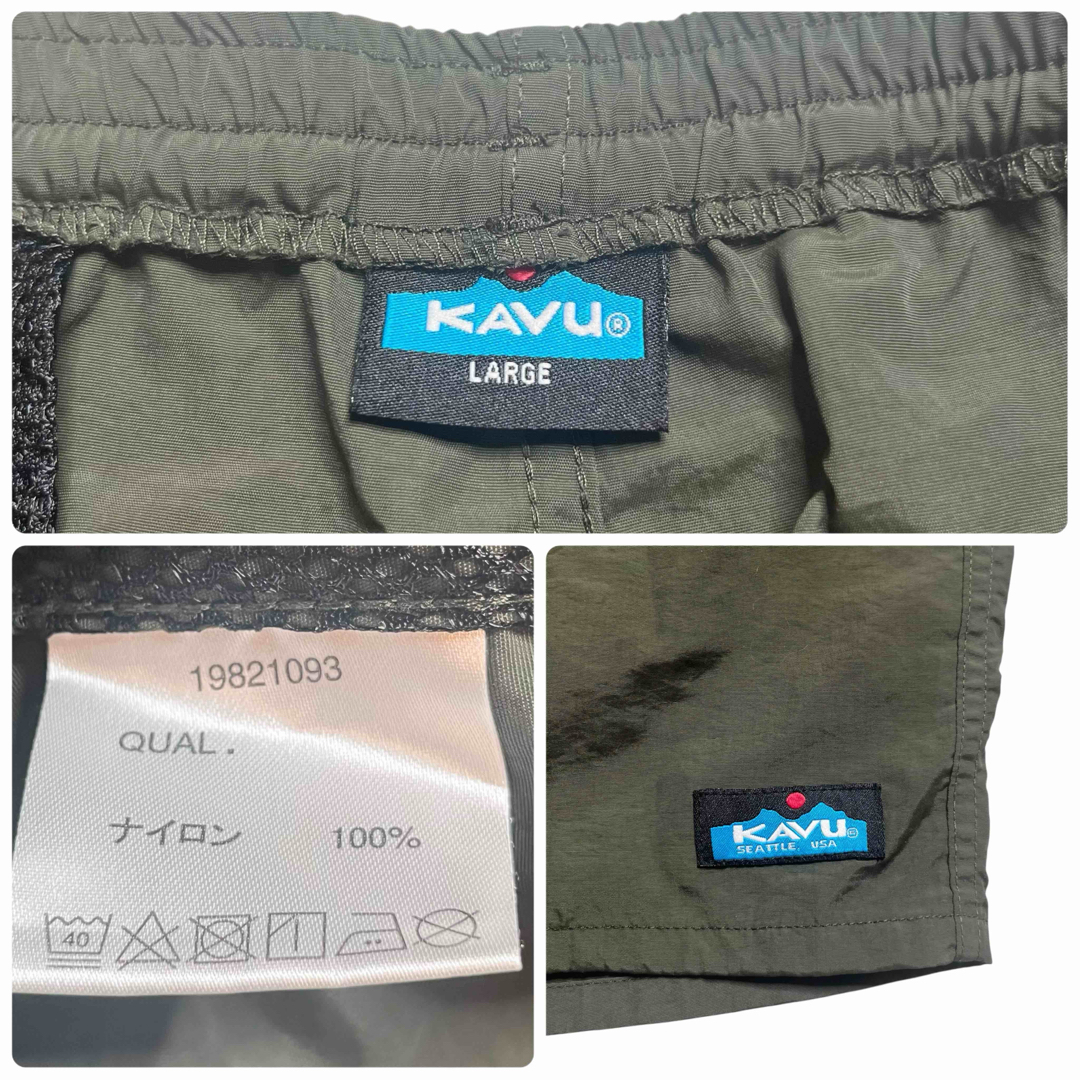 KAVU®
LARGE
19821093
QUAL.
ナイロン 100%
40
KAVU®
SEATTLE, USA